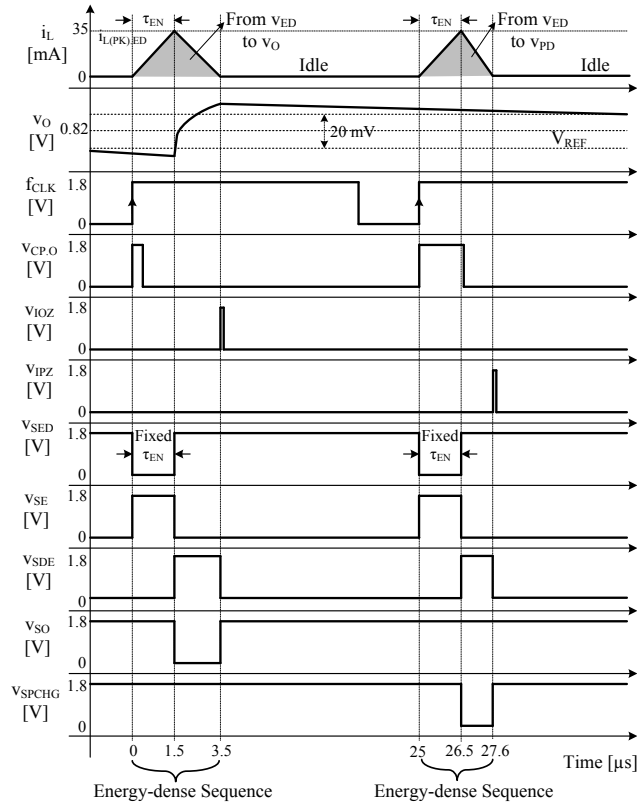 iL [mA]
35
iL(PK),ED
0
τEN
From vED to vO
Idle
τEN
From vED to vPD
Idle
vO [V]
0.82
20 mV
VREF
fCLK [V]
1.8
0
vCP.O [V]
1.8
0
vIOZ [V]
1.8
0
vIPZ [V]
1.8
0
vSED [V]
1.8
0
Fixed τEN
Fixed τEN
vSE [V]
1.8
0
vSDE [V]
1.8
0
vSO [V]
1.8
0
vSPCHG [V]
1.8
0
0 1.5 3.5 25 26.5 27.6 Time [µs]
Energy-dense Sequence Energy-dense Sequence